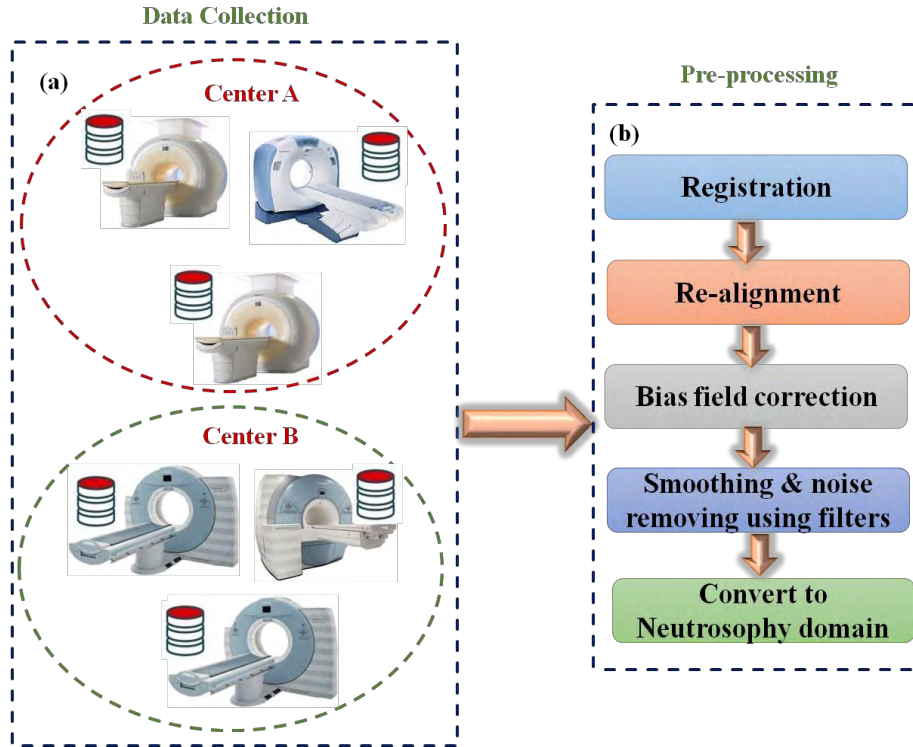 Data Collection
(a)
Center A
Center B
Pre-processing
(b)
Registration
Re-alignment
Bias field correction
Smoothing & noise
removing using filters
Convert to
Neutrosophy domain